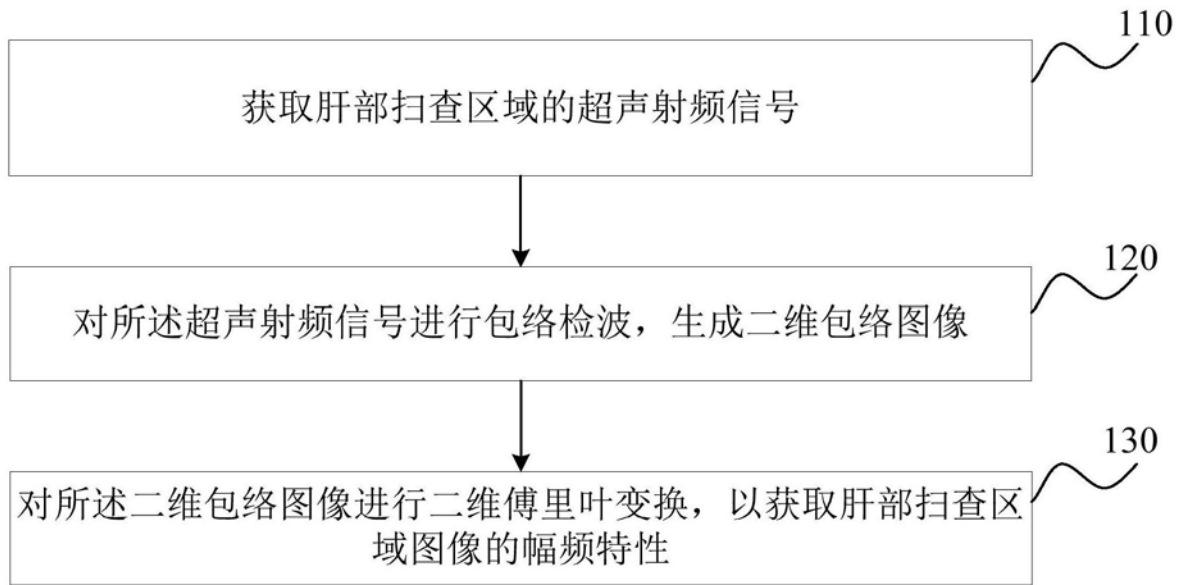 110
获取肝部扫查区域的超声射频信号
120
对所述超声射频信号进行包络检波，生成二维包络图像
130
对所述二维包络图像进行二维傅里叶变换，以获取肝部扫查区
域图像的幅频特性